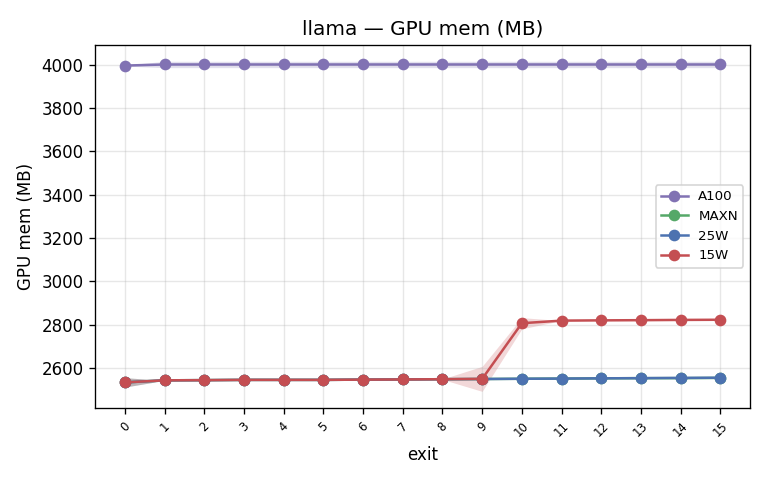 llama — GPU mem (MB)
GPU mem (MB)
4000
3800
3600
3400
3200
3000
2800
2600
A100
MAXN
25W
15W
0 1 2 3 4 5 6 7 8 9 10 11 12 13 14 15
exit